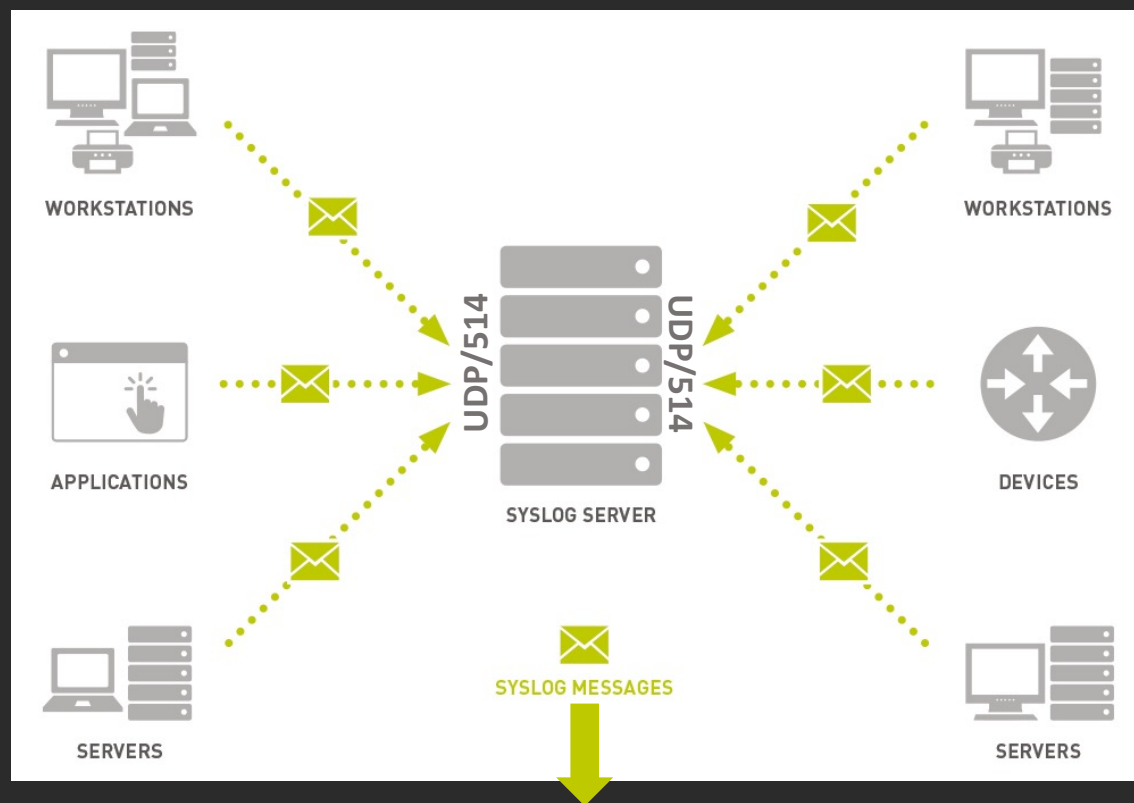 WORKSTATIONS
WORKSTATIONS
UDP/514
UDP/514
APPLICATIONS
DEVICES
SYSLOG SERVER
SYSLOG MESSAGES
SERVERS
SERVERS